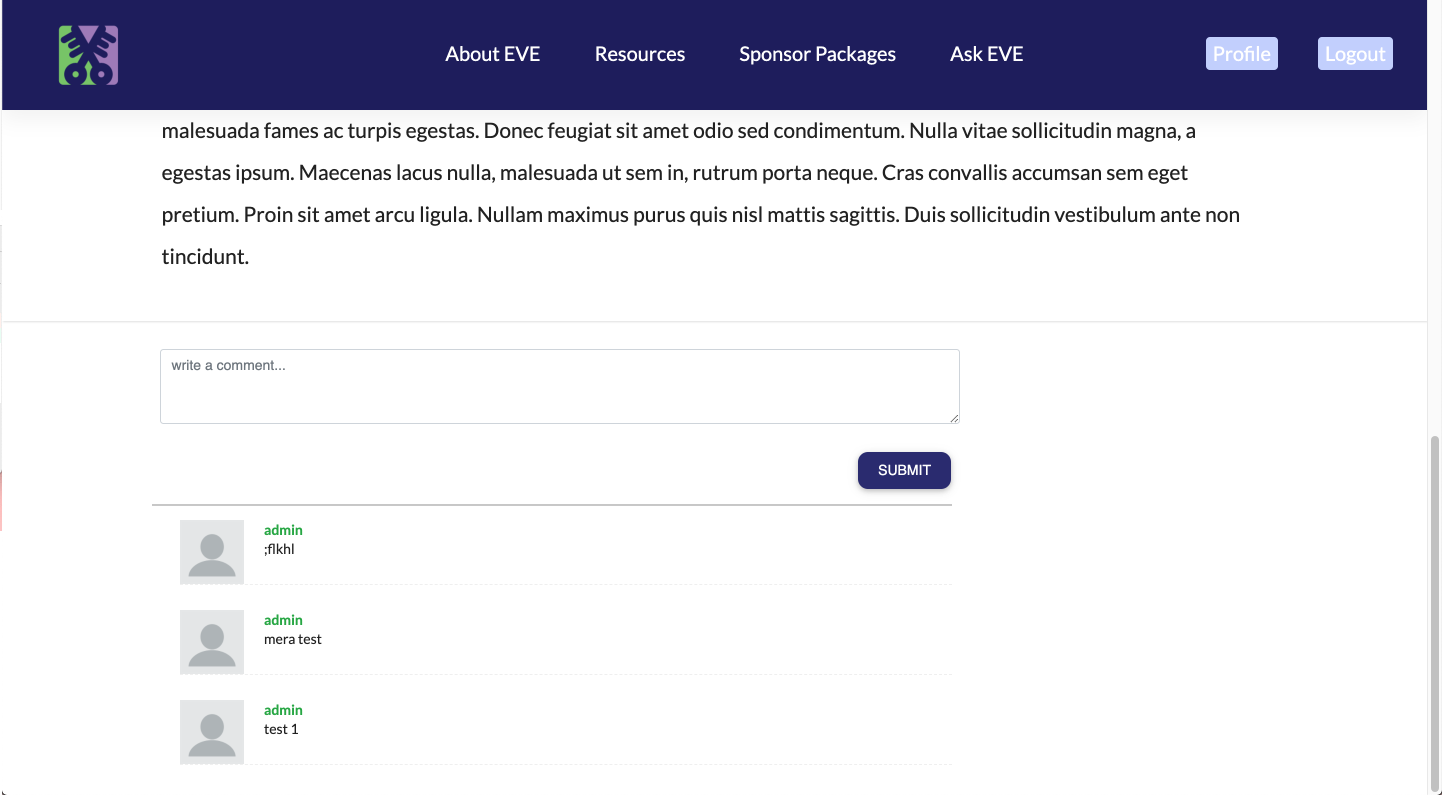 About EVE Resources Sponsor Packages Ask EVE Profile Logout
malesuada fames ac turpis egestas. Donec feugiat sit amet odio sed condimentum. Nulla vitae sollicitudin magna, a
egestas ipsum. Maecenas lacus nulla, malesuada ut sem in, rutrum porta neque. Cras convallis accumsan sem eget
pretium. Proin sit amet arcu ligula. Nullam maximus purus quis nisl mattis sagittis. Duis sollicitudin vestibulum ante non
tincidunt.
write a comment...
SUBMIT
admin
;flkhl
admin
mera test
admin
test 1